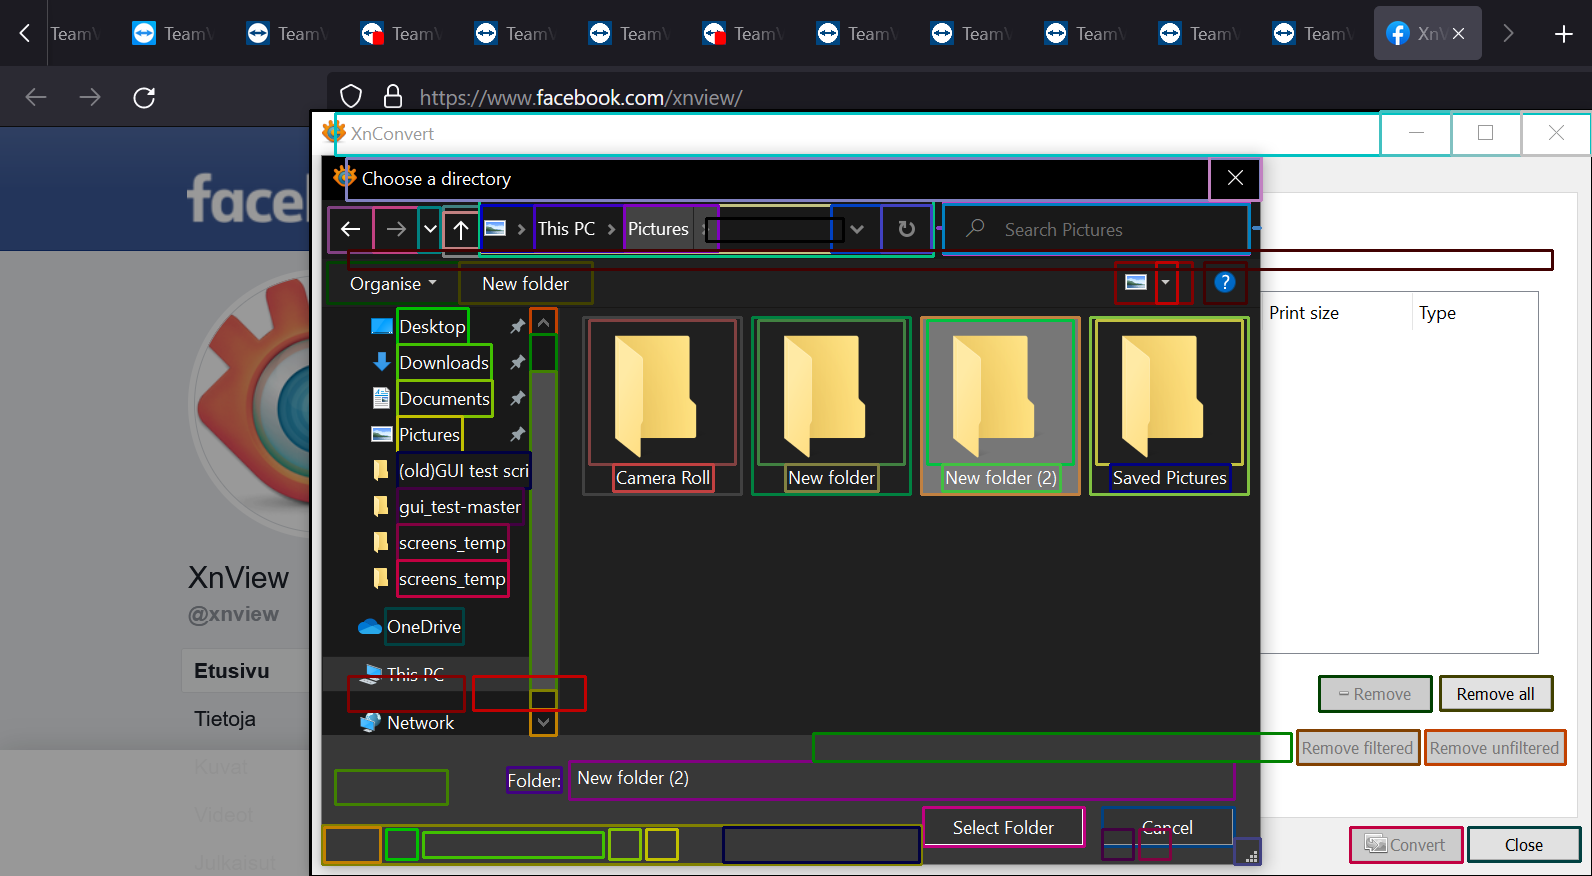 TeamV TeamV TeamV TeamV TeamV TeamV TeamV TeamV TeamV TeamV TeamV TeamV XnV
https://www.facebook.com/xnview/
XnConvert
Choose a directory
This PC Pictures Search Pictures
Organise New folder
Desktop
Downloads
Documents
Pictures
(old)GUI test scri
gui_test-master
screens_temp
screens_temp
OneDrive
This PC
Network
Camera Roll New folder New folder (2) Saved Pictures
Print size Type
Remove Remove all
Remove filtered Remove unfiltered
Folder: New folder (2)
Select Folder Cancel
Convert Close
face
XnView
@xnview
Etusivu
Tietoja
Kuvat
Videot
Julkaisut